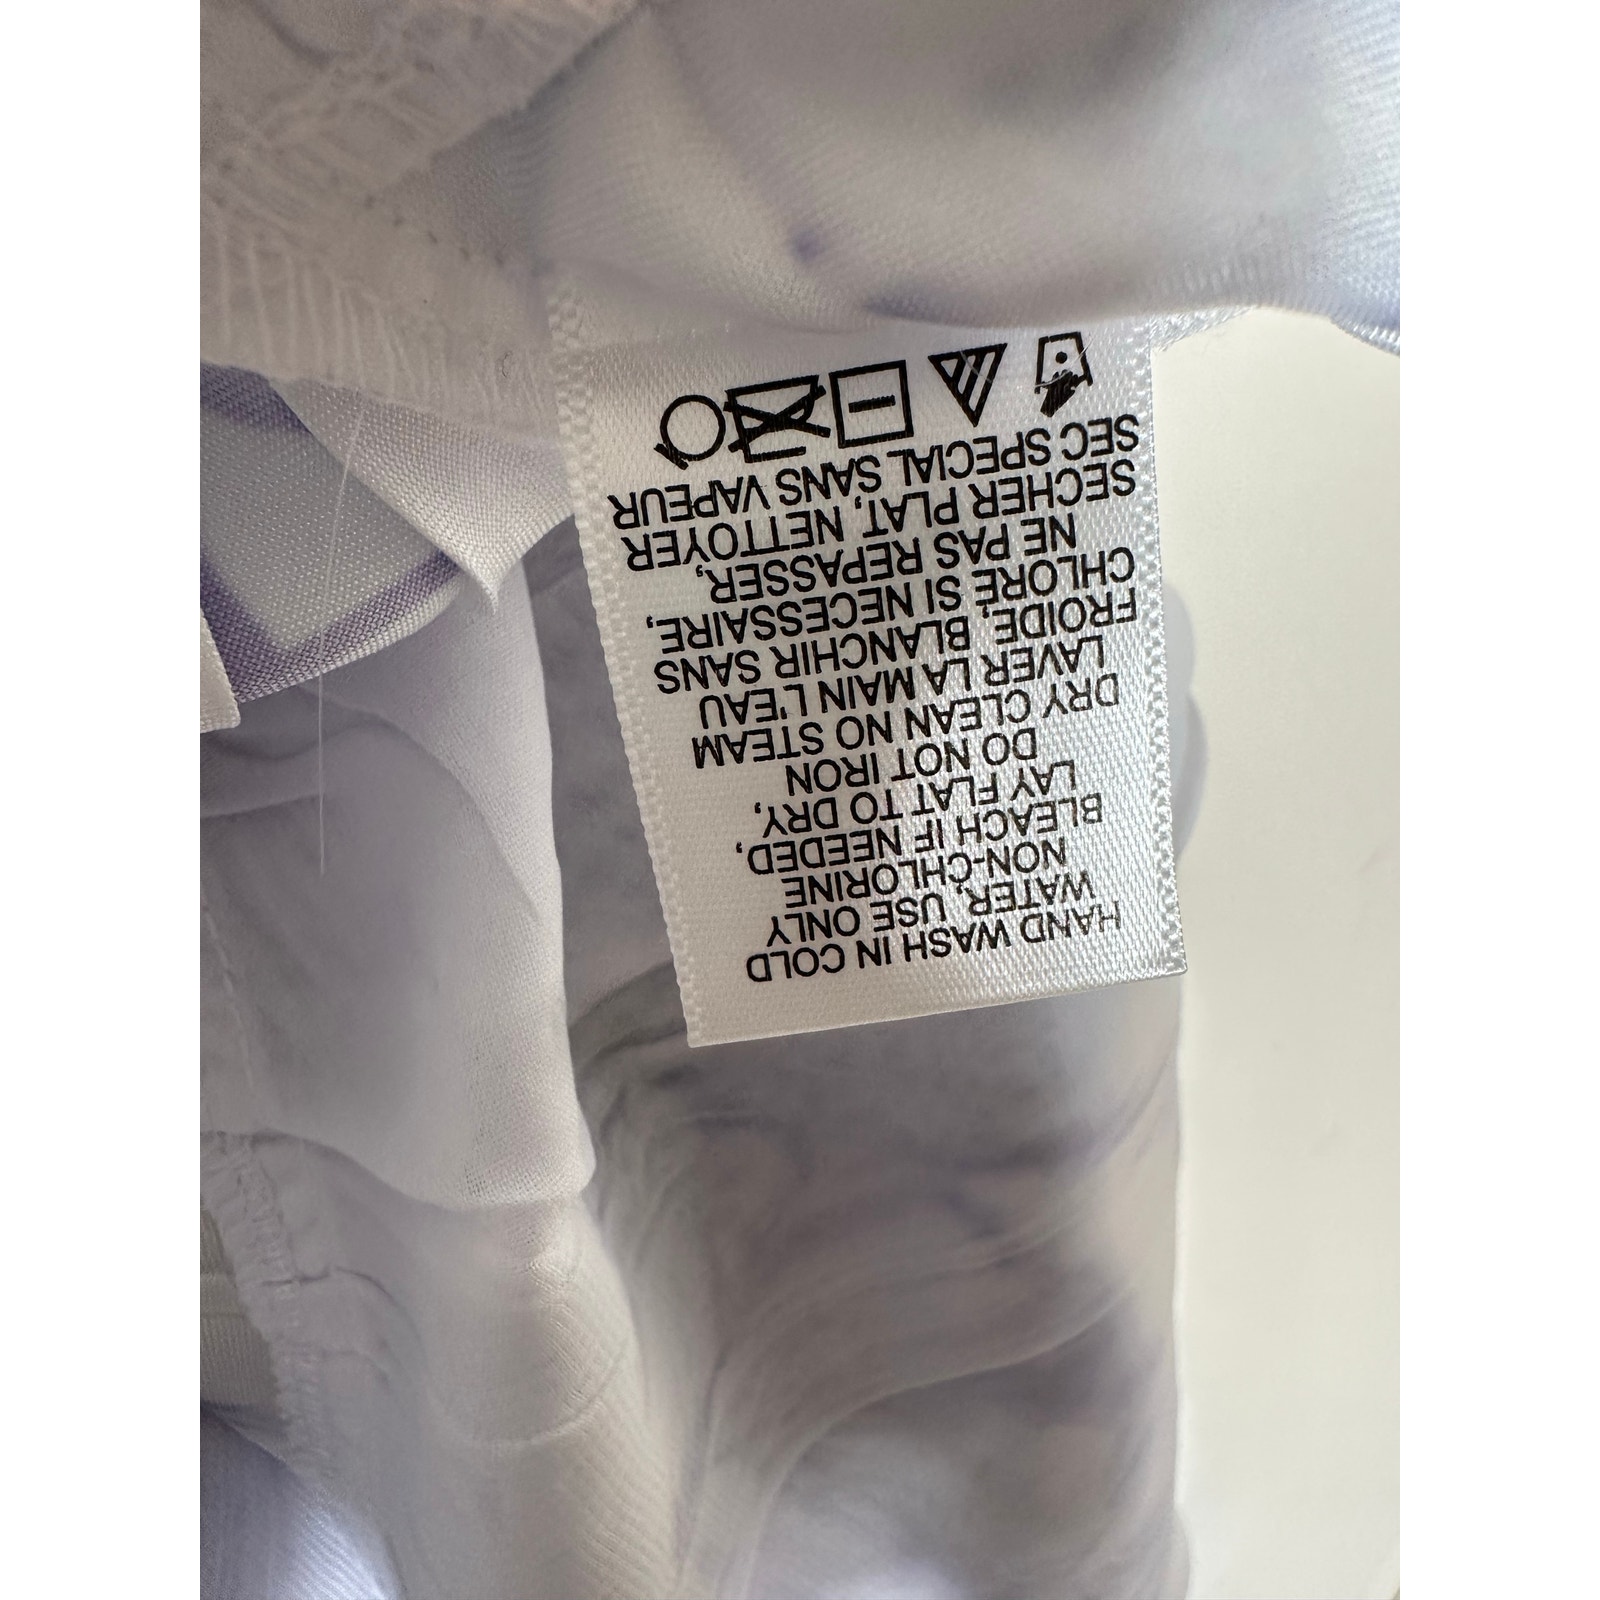 HAND WASH IN COLD
WATER, USE ONLY
NON-CHLORINE
BLEACH IF NEEDED,
LAY FLAT TO DRY,
DO NOT IRON
DRY CLEAN NO STEAM
LAVER LA MAIN L'EAU
FROIDE, BLANCHIR SANS
CHLORE SI NECESSAIRE,
NE PAS REPASSER,
SECHER PLAT, NETTOYER
SEC SPECIAL SANS VAPEUR